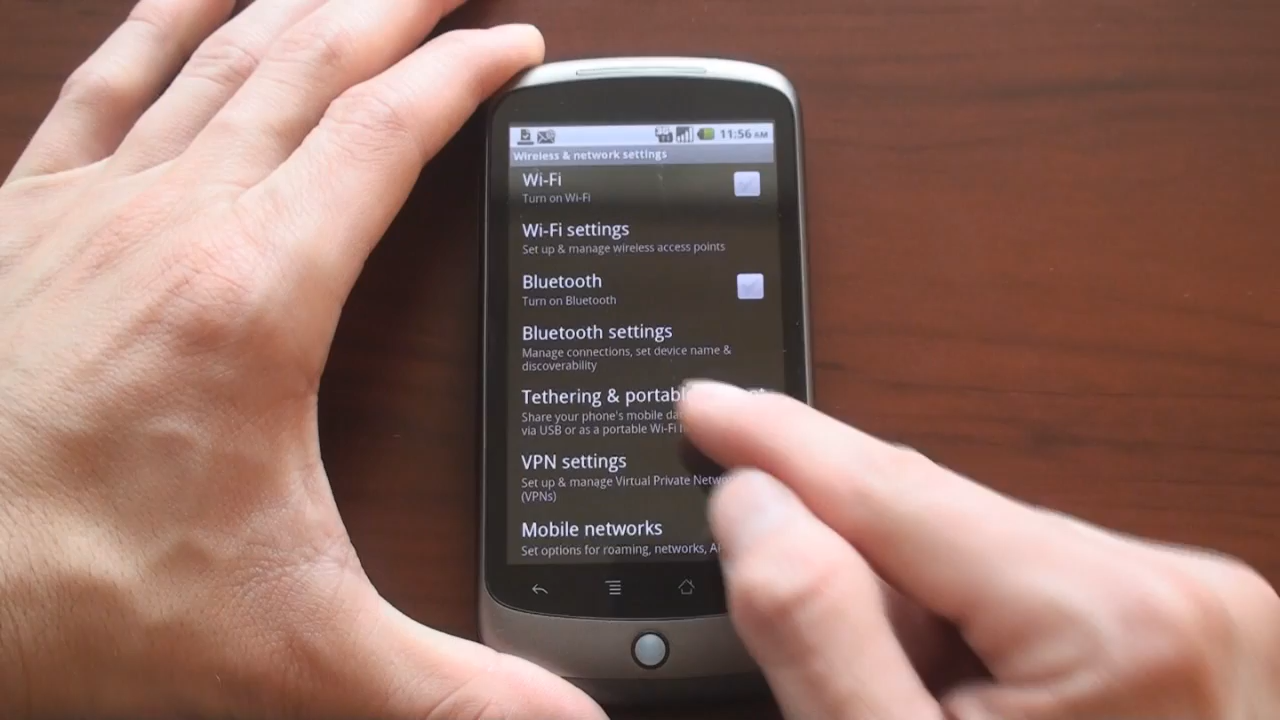 11:56 AM
Wireless & network settings
Wi-Fi
Turn on Wi-Fi
Wi-Fi settings
Set up & manage wireless access points
Bluetooth
Turn on Bluetooth
Bluetooth settings
Manage connections, set device name &
discoverability
Tethering &
Share your phone's mobile
via USB or as a portable Wi-Fi
VPN settings
Set up & manage Virtual Private
(VPNs)
Mobile networks
Set options for roaming, networks,